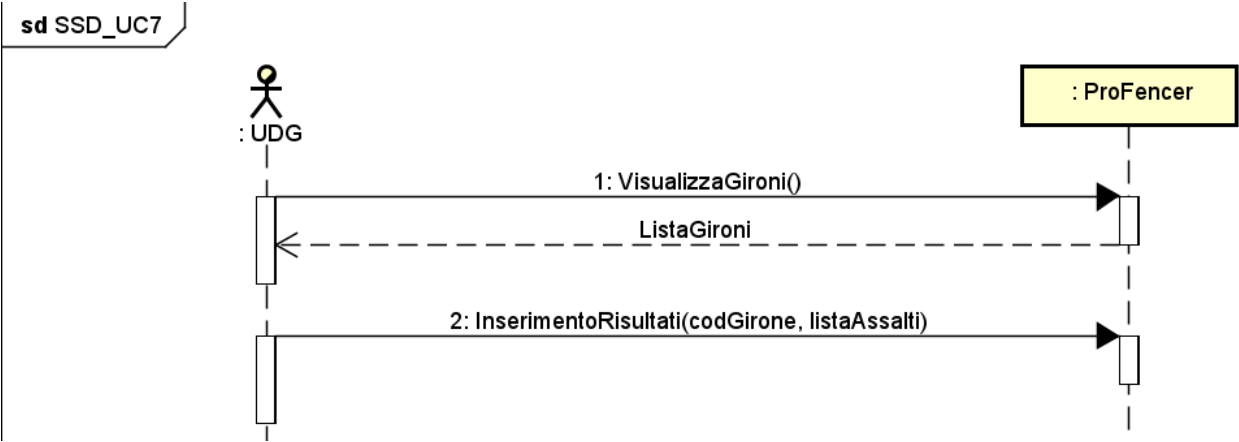 sd SSD_UC7
: UDG
: ProFencer
1: VisualizzaGironi()
ListaGironi
2: InserimentoRisultati(codGirone, listaAssalti)